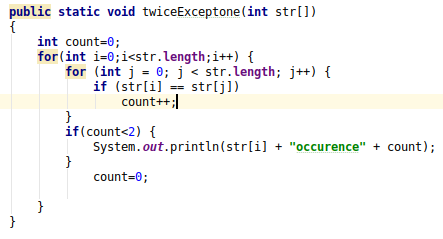 public static void twiceExceptone(int str[])
{
int count=0;
for(int i=0;i<str.length;i++) {
for (int j = 0; j < str.length; j++) {
if (str[i] == str[j])
count++;
}
if(count<2) {
System.out.println(str[i] + "occurence" + count);
}
count=0;
}
}